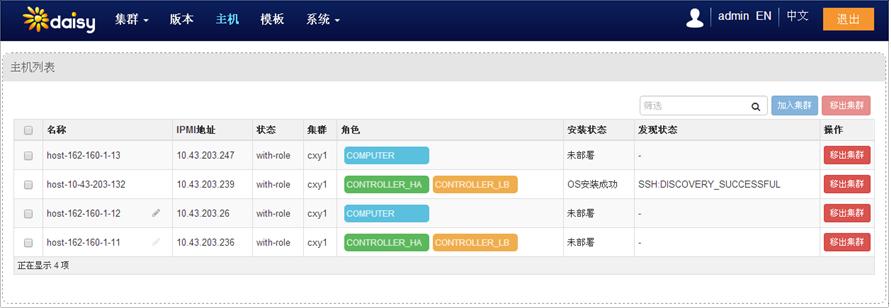 daisy 集群 版本 主机 模板 系统 admin EN 中文 退出
主机列表
筛选 加入集群 移出集群
名称 IPMI地址 状态 集群 角色 安装状态 发现状态 操作
host-162-160-1-13 10.43.203.247 with-role cxy1 COMPUTER 未部署 - 移出集群
host-10-43-203-132 10.43.203.239 with-role cxy1 CONTROLLER_HA CONTROLLER_LB OS安装成功 SSH:DISCOVERY_SUCCESSFUL 移出集群
host-162-160-1-12 10.43.203.26 with-role cxy1 COMPUTER 未部署 - 移出集群
host-162-160-1-11 10.43.203.236 with-role cxy1 CONTROLLER_HA CONTROLLER_LB 未部署 - 移出集群
正在显示 4 项